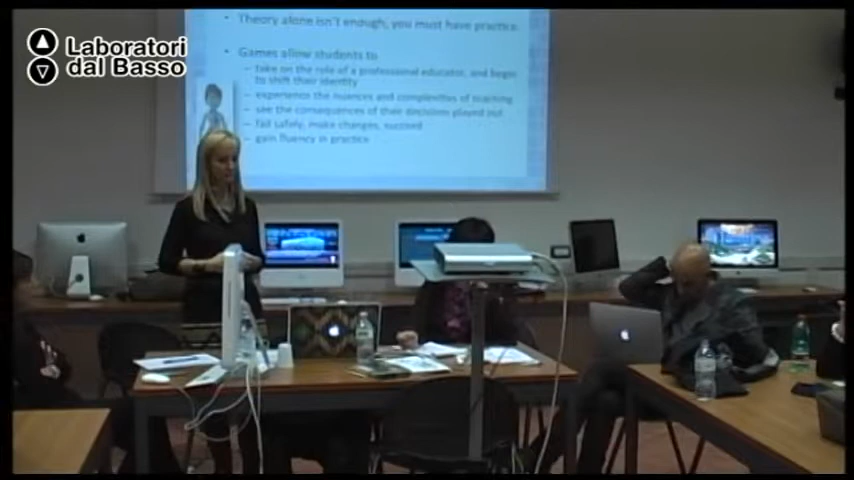 Laboratori
dal Basso
• Theory alone isn't enough, you must have practice.
• Games allow students to
– take on the role of a professional educator, and begin
to shift their identity
– experience the nuances and complexities of teaching
– see the consequences of their decisions played out
– fail safely, make changes, succeed
– gain fluency in practice